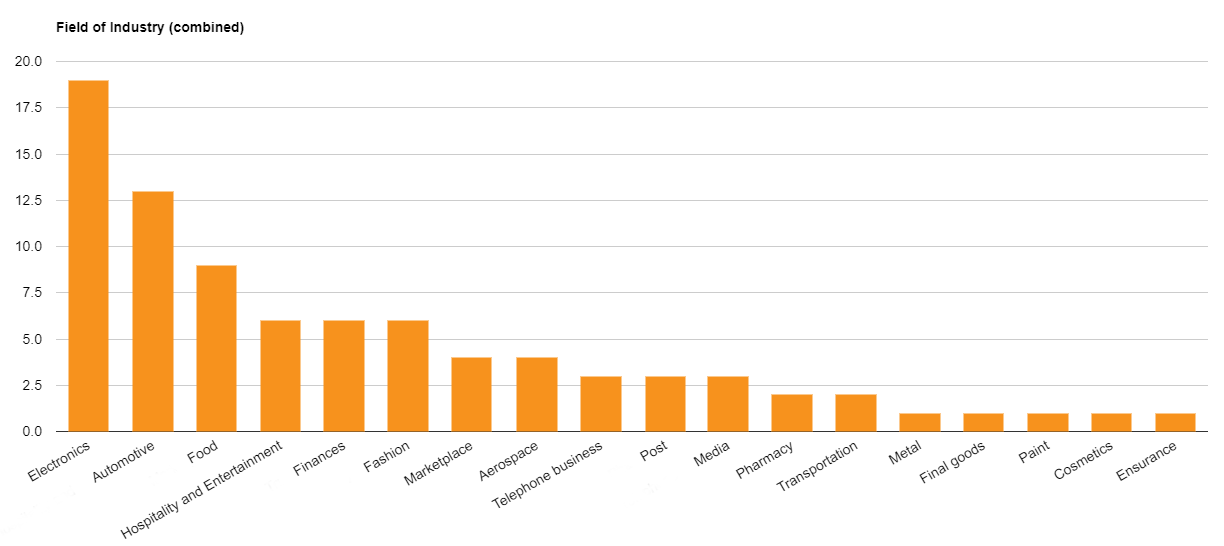 Field of Industry (combined)
20.0
17.5
15.0
12.5
10.0
7.5
5.0
2.5
0.0
Electronics
Automotive
Food
Hospitality and Entertainment
Finances
Fashion
Marketplace
Aerospace
Telephone business
Post
Media
Pharmacy
Transportation
Metal
Final goods
Paint
Cosmetics
Ensurance